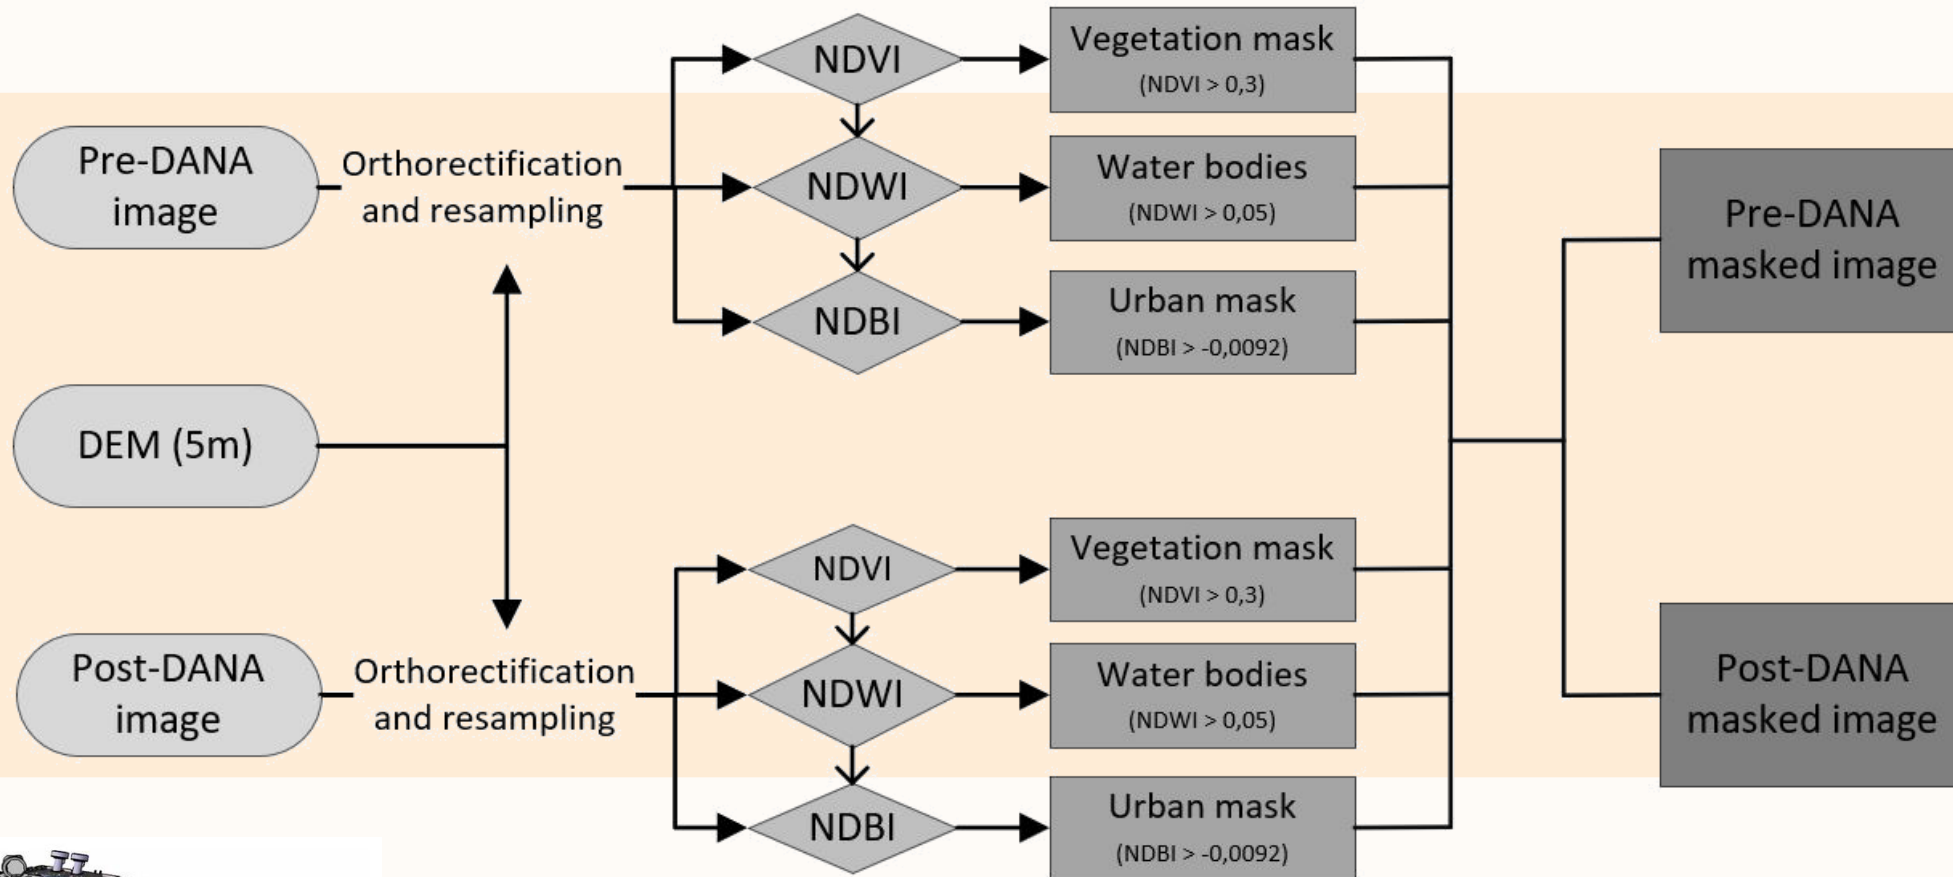 Pre-DANA
image
Orthorectification
and resampling
NDVI
Vegetation mask
(NDVI > 0,3)
NDWI
Water bodies
(NDWI > 0,05)
NDBI
Urban mask
(NDBI > -0,0092)
Pre-DANA
masked image
DEM (5m)
Post-DANA
image
Orthorectification
and resampling
NDVI
Vegetation mask
(NDVI > 0,3)
NDWI
Water bodies
(NDWI > 0,05)
NDBI
Urban mask
(NDBI > -0,0092)
Post-DANA
masked image